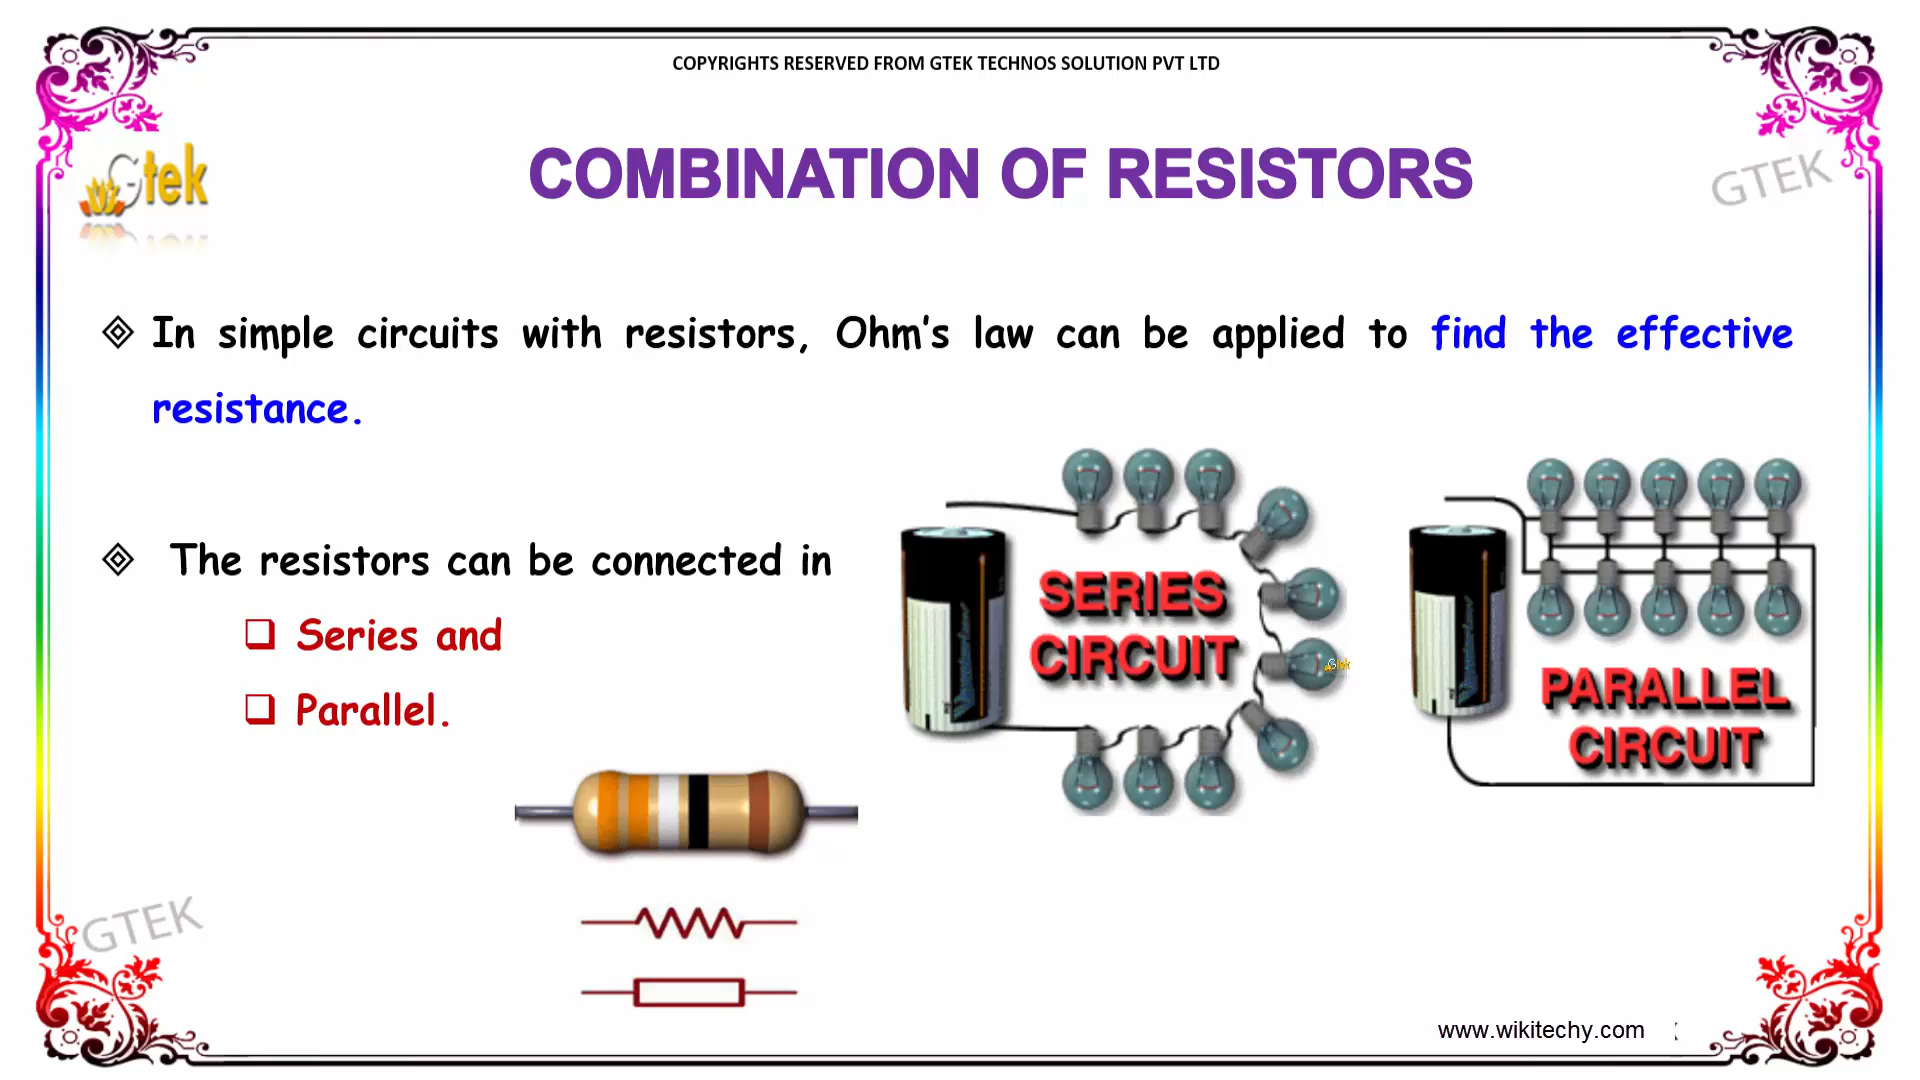 COPYRIGHTS RESERVED FROM GTEK TECHNOS SOLUTION PVT LTD
Gtek
COMBINATION OF RESISTORS
GTEK
In simple circuits with resistors, Ohm's law can be applied to find the effective
resistance.
The resistors can be connected in
Series and
Parallel.
SERIES
CIRCUIT
Gtek
PARALLEL
CIRCUIT
GTEK
www.wikitechy.com